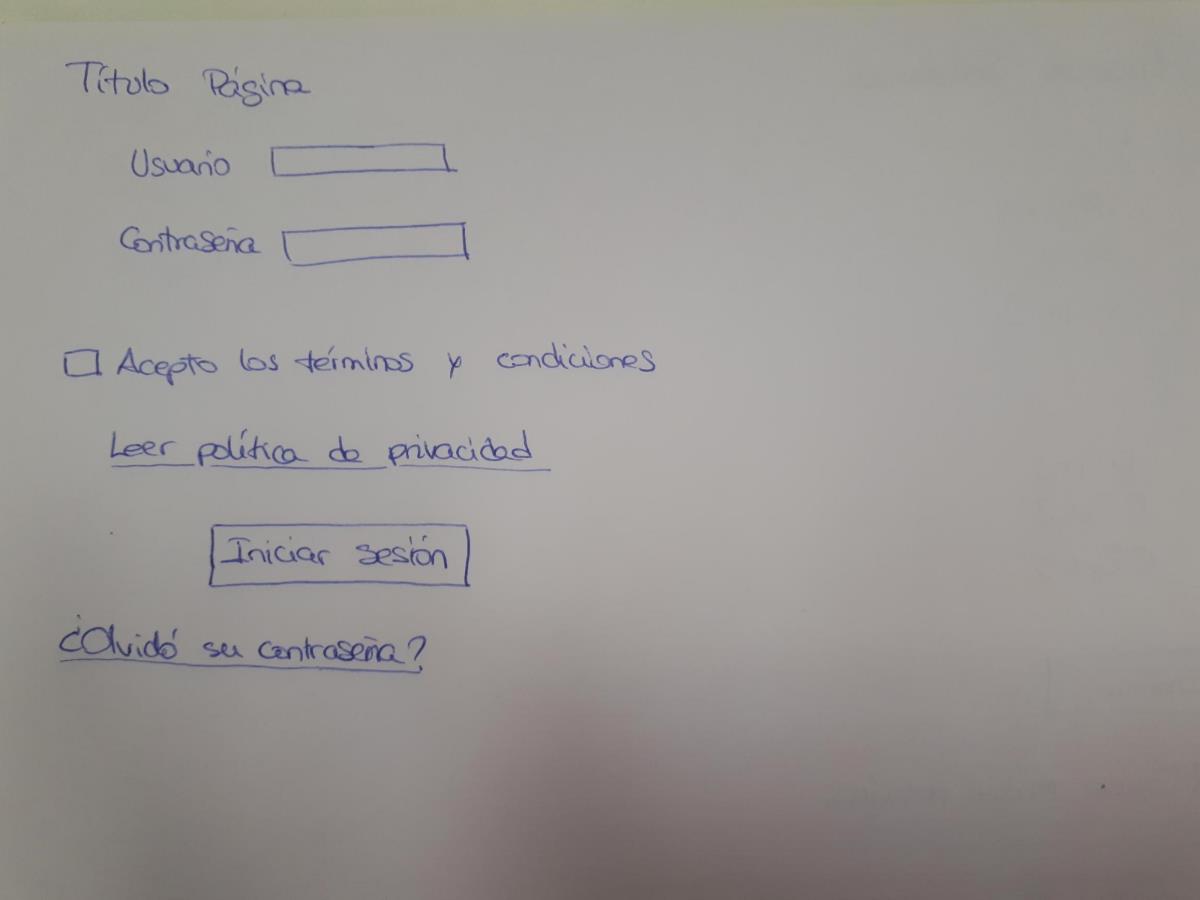 Título Página
Usuario
Contraseña
Acepto los términos y condiciones
Leer política de privacidad
Iniciar sesión
¿Olvidó su contraseña?